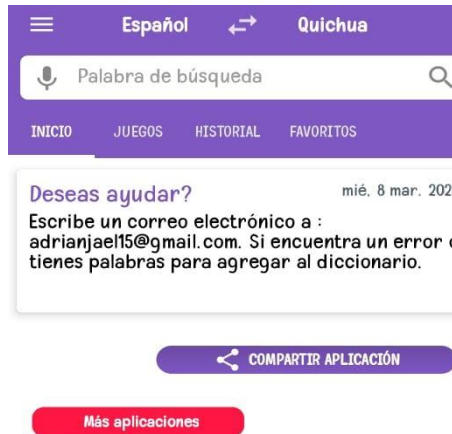 Español Quichua
Palabra de búsqueda
INICIO JUEGOS HISTORIAL FAVORITOS
Deseas ayudar? mié. 8 mar. 202
Escribe un correo electrónico a :
adrianjael15@gmail.com. Si encuentra un error
tienes palabras para agregar al diccionario.
COMPARTIR APLICACIÓN
Más aplicaciones